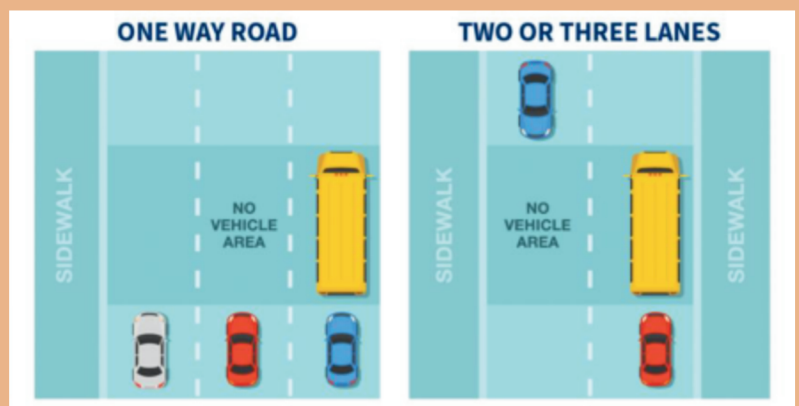 ONE WAY ROAD
SIDEWALK
NO
VEHICLE
AREA
TWO OR THREE LANES
SIDEWALK
NO
VEHICLE
AREA
SIDEWALK